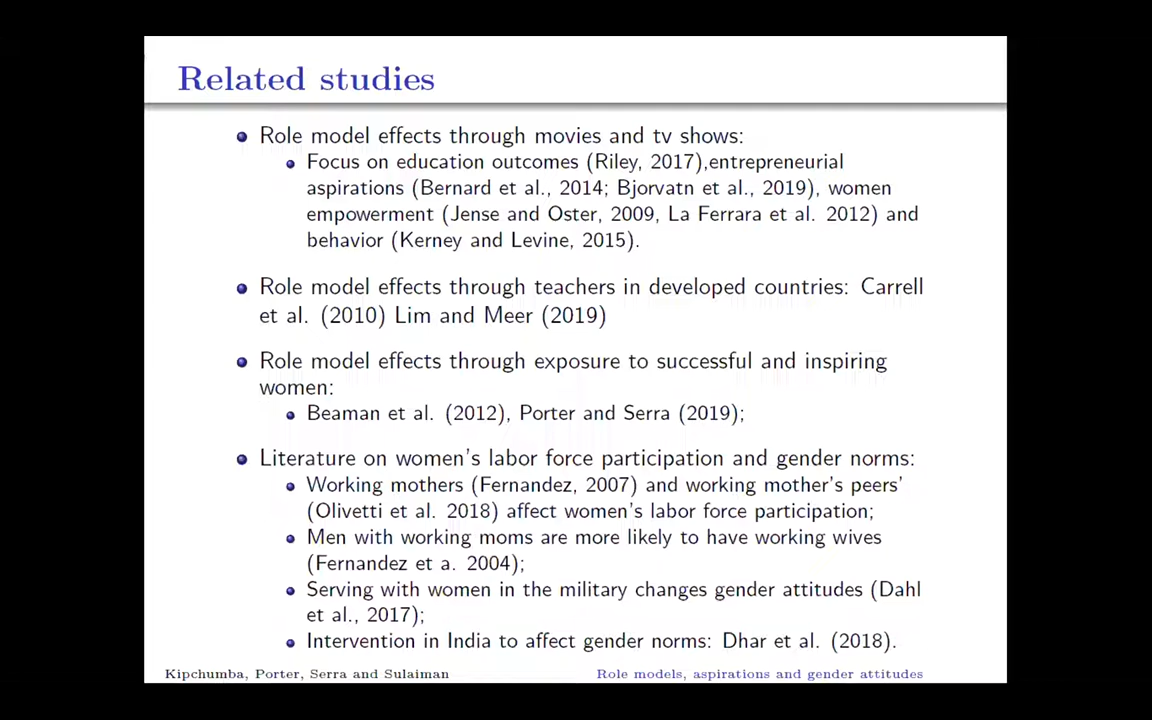 Related studies
Role model effects through movies and tv shows:
Focus on education outcomes (Riley, 2017),entrepreneurial
aspirations (Bernard et al., 2014; Bjorvatn et al., 2019), women
empowerment (Jense and Oster, 2009, La Ferrara et al. 2012) and
behavior (Kerney and Levine, 2015).
Role model effects through teachers in developed countries: Carrell
et al. (2010) Lim and Meer (2019)
Role model effects through exposure to successful and inspiring
women:
Beaman et al. (2012), Porter and Serra (2019);
Literature on women's labor force participation and gender norms:
Working mothers (Fernandez, 2007) and working mother's peers'
(Olivetti et al. 2018) affect women's labor force participation;
Men with working moms are more likely to have working wives
(Fernandez et a. 2004);
Serving with women in the military changes gender attitudes (Dahl
et al., 2017);
Intervention in India to affect gender norms: Dhar et al. (2018).
Kipchumba, Porter, Serra and Sulaiman
Role models, aspirations and gender attitudes